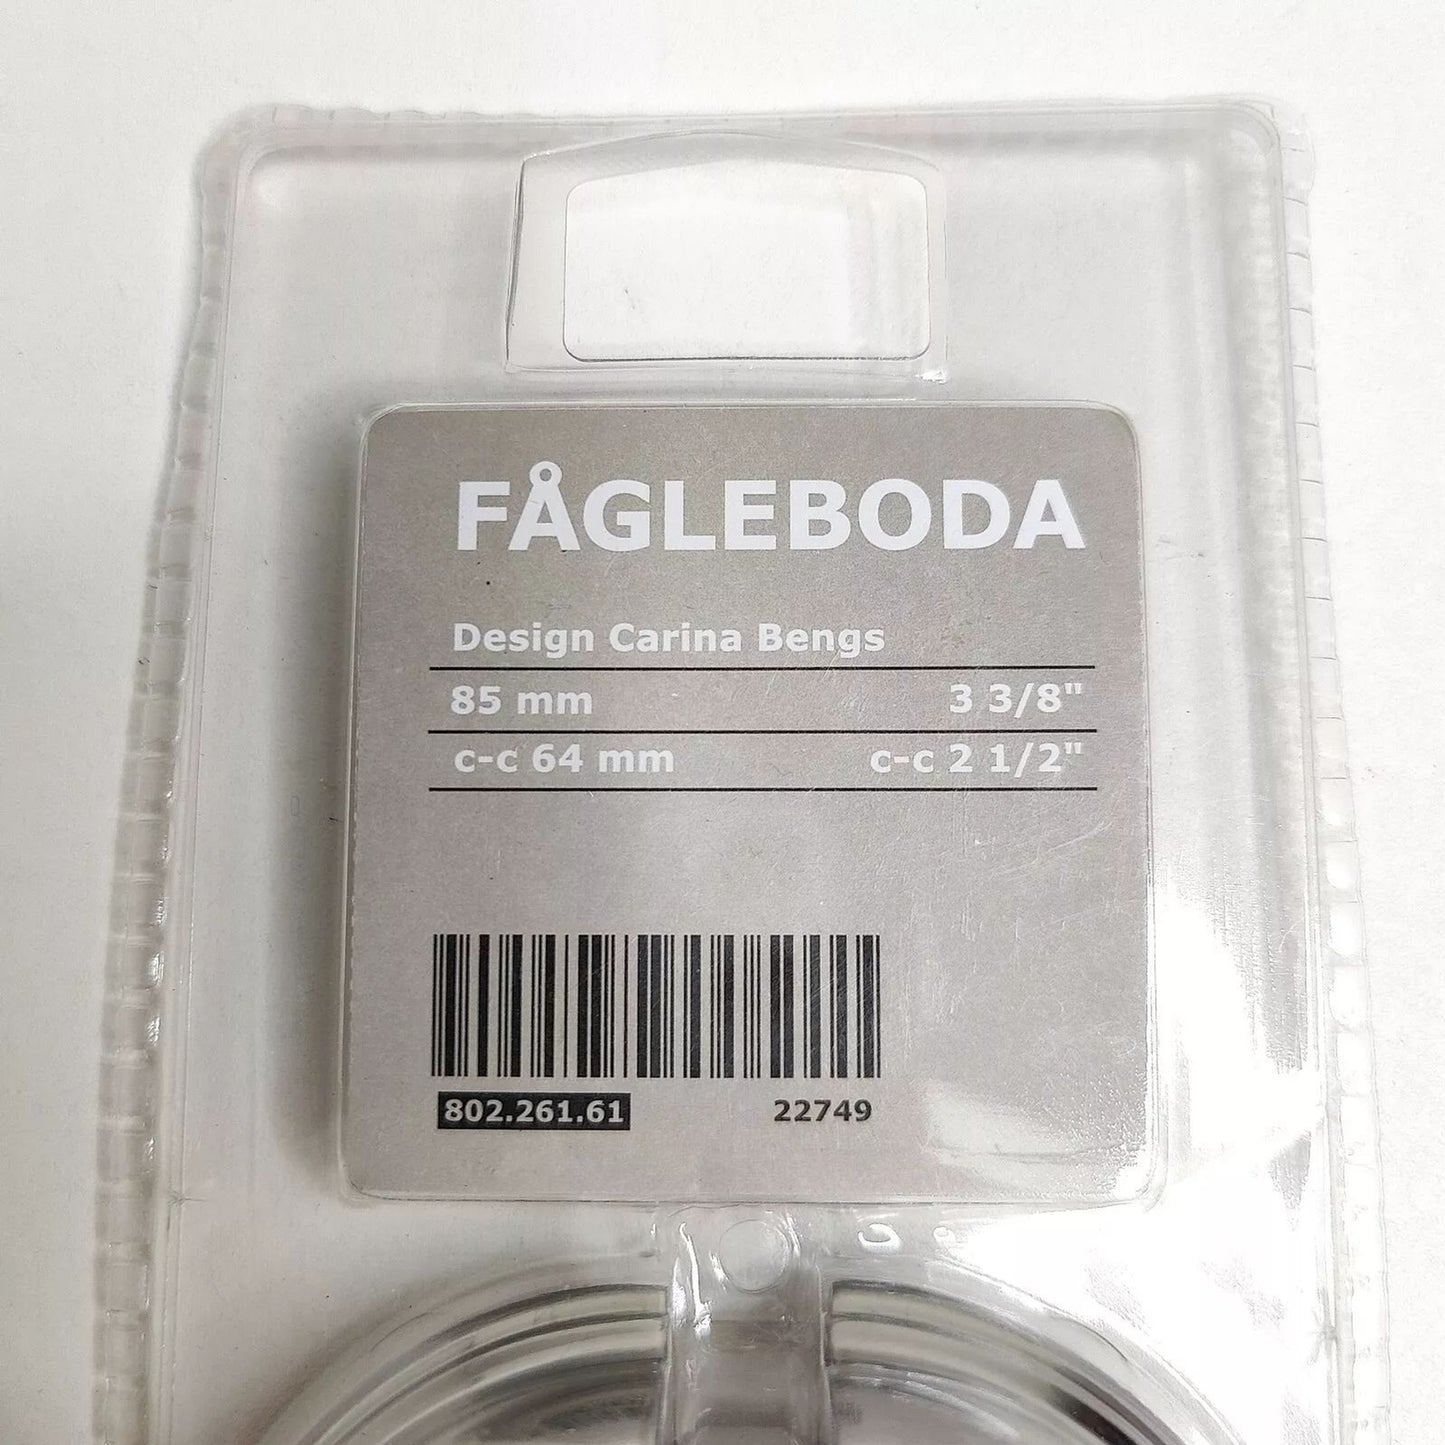 FÅGLEBODA
Design Carina Bengs
85 mm 3 3/8"
c-c 64 mm c-c 2 1/2"
802.261.61 22749